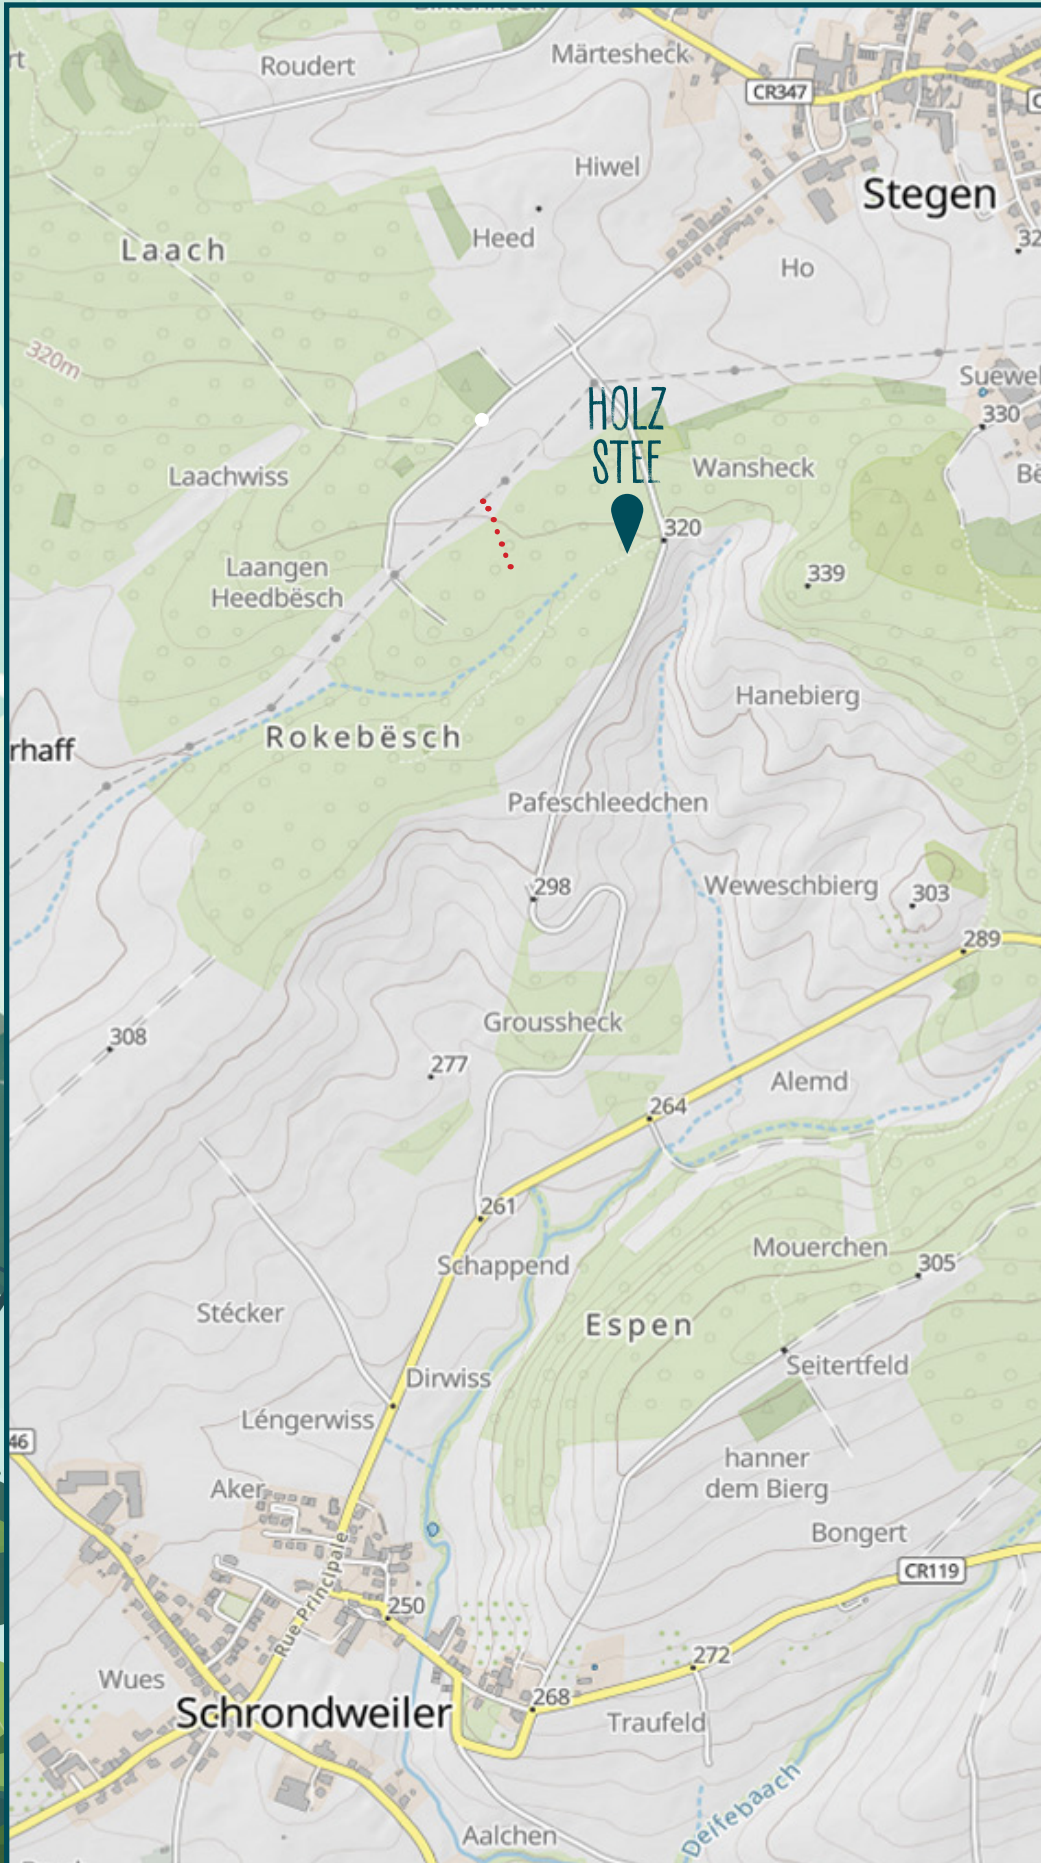 Roudert
Märtesheck
CR347
Hiwel
Stegen
Laach
Heed
Ho
320m
HOLZ
STEE
Suewel
330
Laachwiss
Wansheck
320
Laangen
Heedbësch
339
Hanebierg
Rokebësch
rhaff
Pafeschleedchen
298
Weweschbierg
303
289
308
Groussheck
277
Alemd
264
261
Schappend
Mouerchen
305
Stécker
Espen
Dirwiss
Seitertfeld
Léngerwiss
46
hanner
dem Bierg
Aker
Bongert
CR119
Rue Principale
250
272
Wues
268
Schrondweiler
Traufeld
Deifebaach
Aalchen